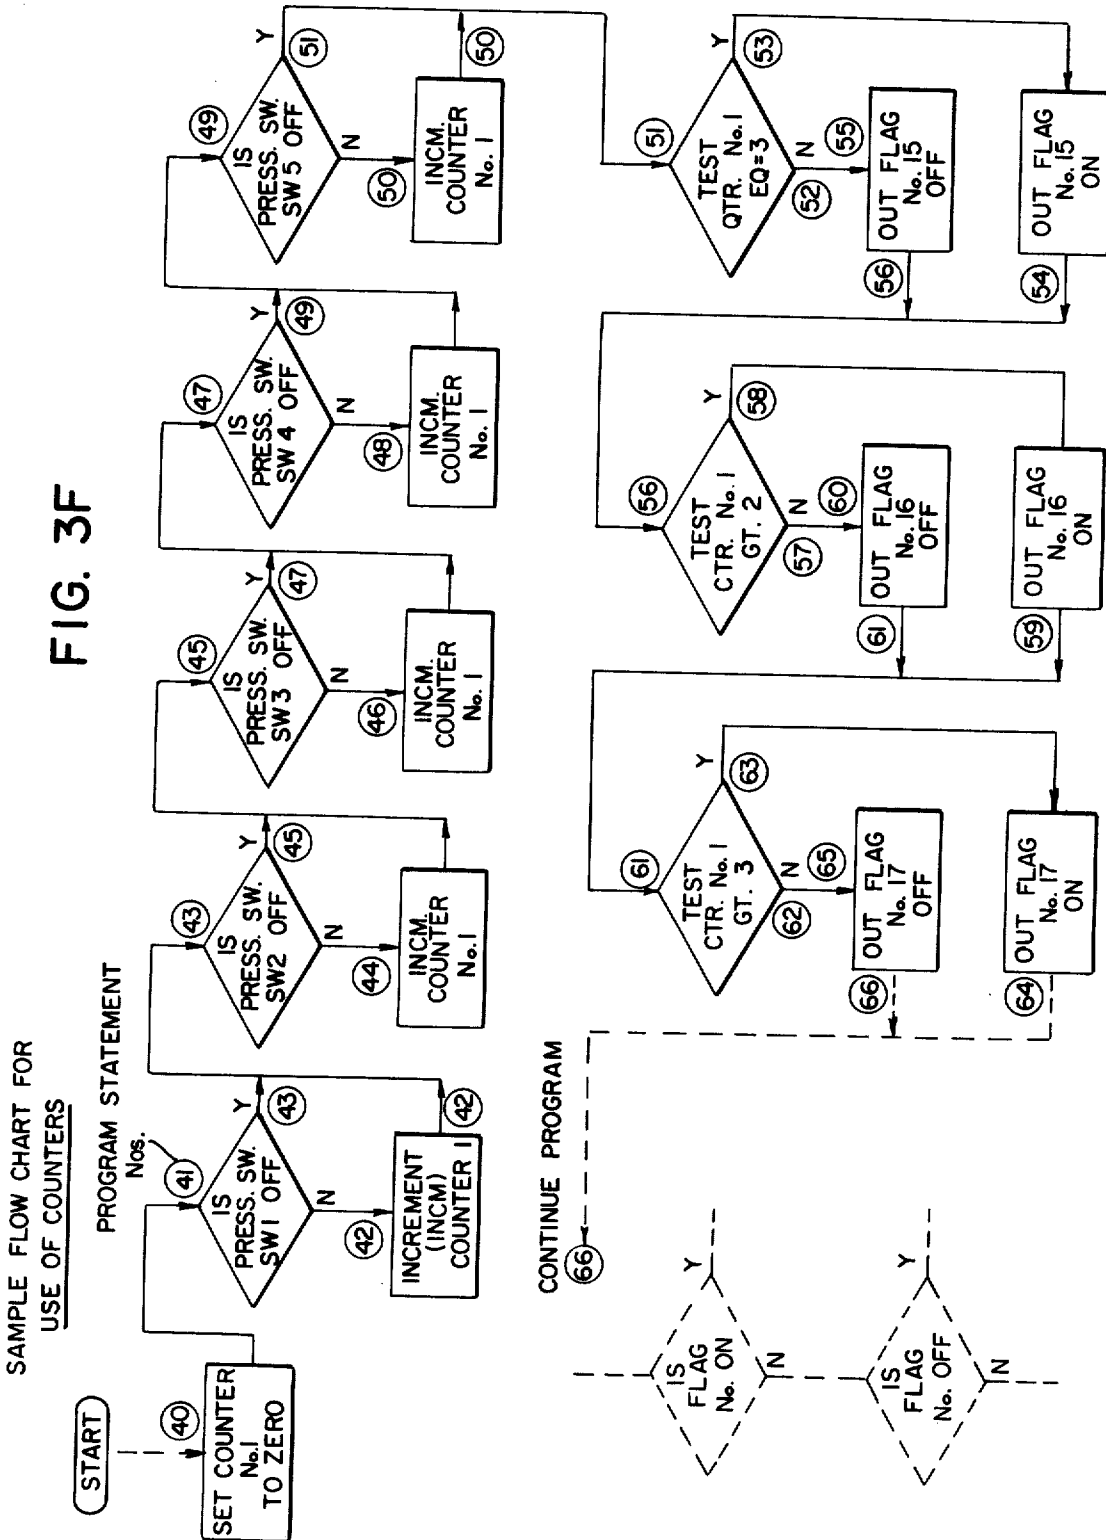 FIG. 3F
SAMPLE FLOW CHART FOR
USE OF COUNTERS
PROGRAM STATEMENT
Nos.
START
40
SET COUNTER
No.1
TO ZERO
41
IS
PRESS. SW.
SW1 OFF
Y
43
N
42
INCREMENT
(INCM)
COUNTER 1
42
43
IS
PRESS. SW.
SW2 OFF
Y
45
N
44
INCM.
COUNTER
No.1
45
IS
PRESS. SW.
SW3 OFF
Y
47
N
46
INCM.
COUNTER
No. 1
47
IS
PRESS. SW.
SW 4 OFF
Y
49
N
48
INCM.
COUNTER
No. 1
49
IS
PRESS. SW.
SW 5 OFF
Y
51
N
50
INCM.
COUNTER
No. 1
50
51
TEST
QTR. No.1
EQ=3
Y
53
N
52
55
OUT FLAG
No. 15
OFF
56
OUT FLAG
No. 15
ON
54
56
TEST
CTR. No.1
GT. 2
Y
58
N
57
60
OUT FLAG
No. 16
OFF
61
OUT FLAG
No. 16
ON
59
61
TEST
CTR. No.1
GT. 3
Y
63
N
62
65
OUT FLAG
No. 17
OFF
66
OUT FLAG
No. 17
ON
64
CONTINUE PROGRAM
66
IS
FLAG
No. ON
Y
N
IS
FLAG
No. OFF
Y
N